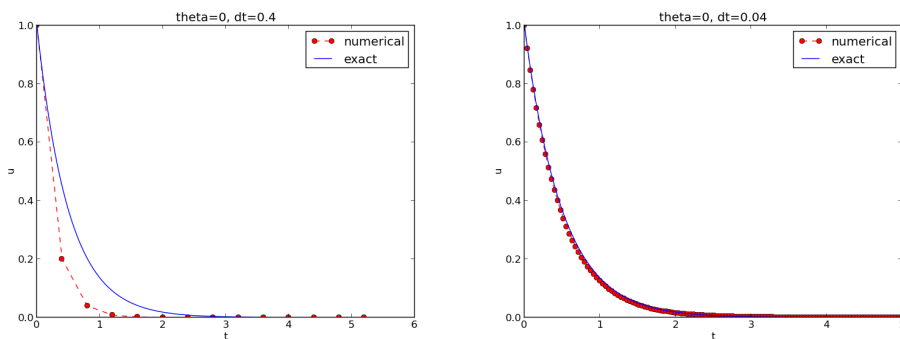 theta=0, dt=0.4
numerical
exact
u
1.0
0.8
0.6
0.4
0.2
0.0
0 1 2 3 4 5 6
t
theta=0, dt=0.04
numerical
exact
u
1.0
0.8
0.6
0.4
0.2
0.0
0 1 2 3 4 5
t